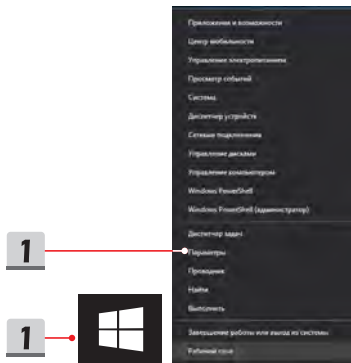 Приложения и возможности
Центр мобильности
Управление электропитанием
Просмотр событий
Система
Диспетчер устройств
Сетевые подключения
Управление дисками
Управление компьютером
Windows PowerShell
Windows PowerShell (администратор)
Диспетчер задач
1
Параметры
Проводник
Найти
Выполнить
1
Завершение работы или выход из системы
Рабочий стол